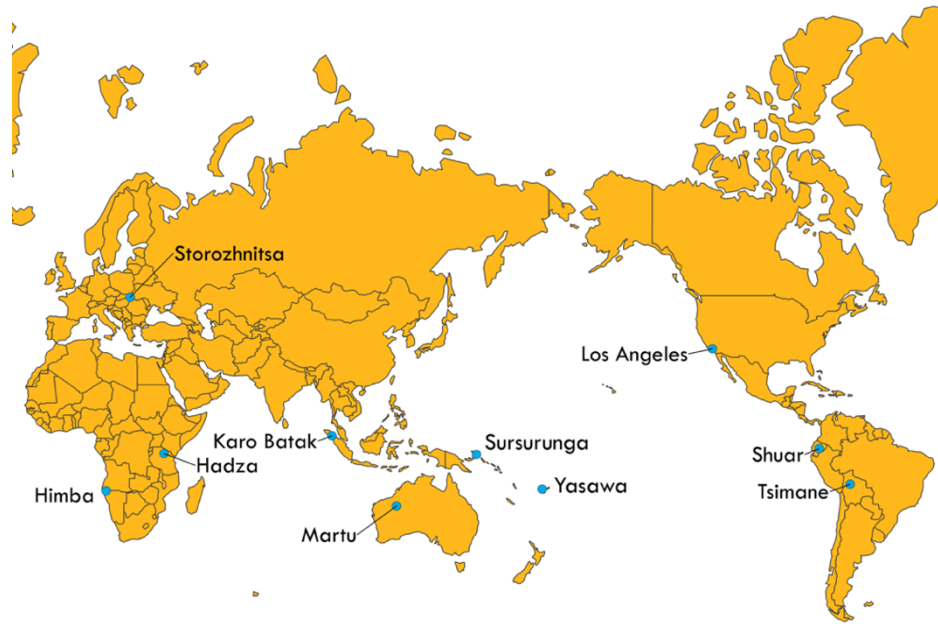 Storozhnitsa
Los Angeles
Karo Batak
Sursurunga
Shuar
Hadza
Tsimane
Yasawa
Himba
Martu